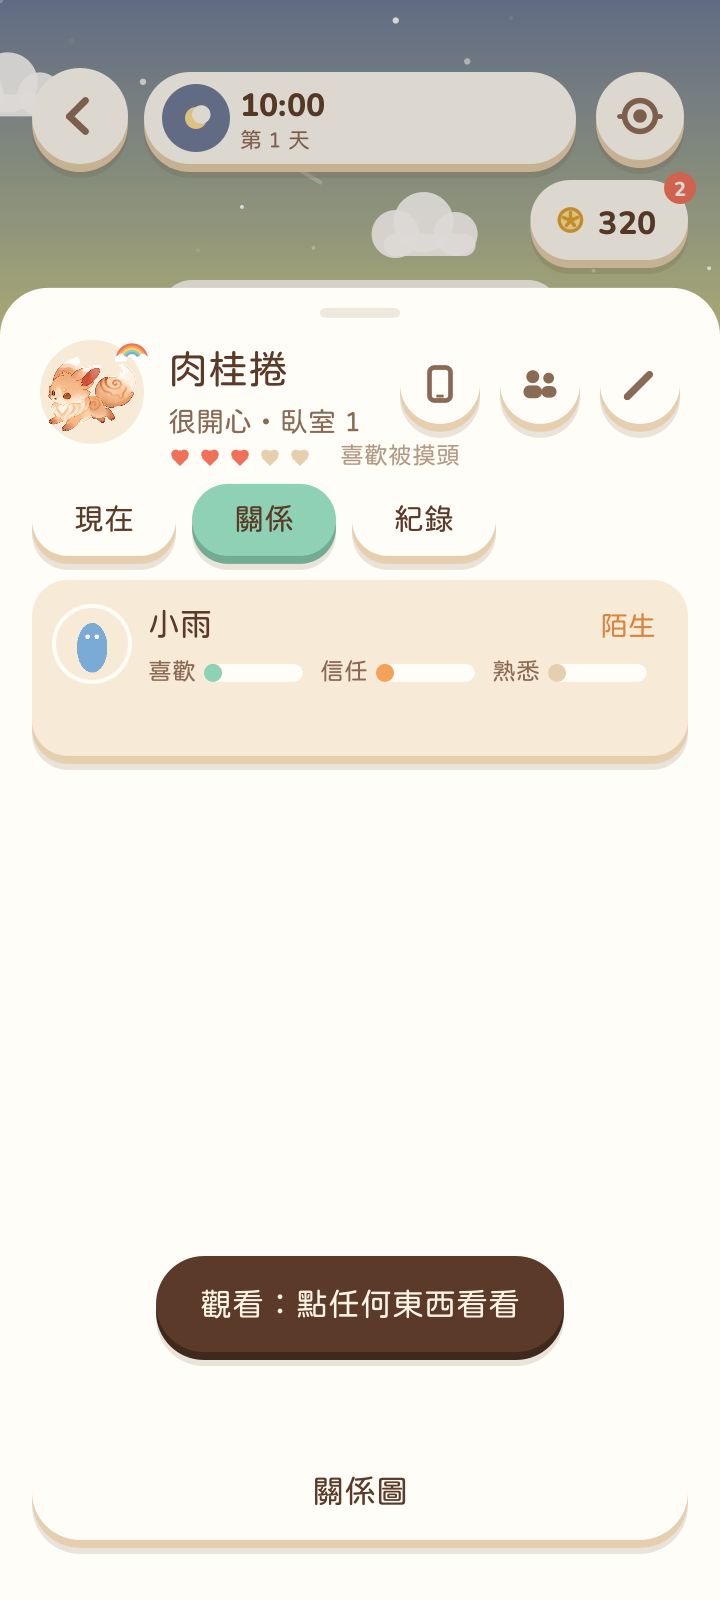 10:00
第 1 天
2
320
肉桂捲
很開心・臥室 1
喜歡被摸頭
現在
關係
紀錄
小雨
陌生
喜歡
信任
熟悉
觀看：點任何東西看看
關係圖